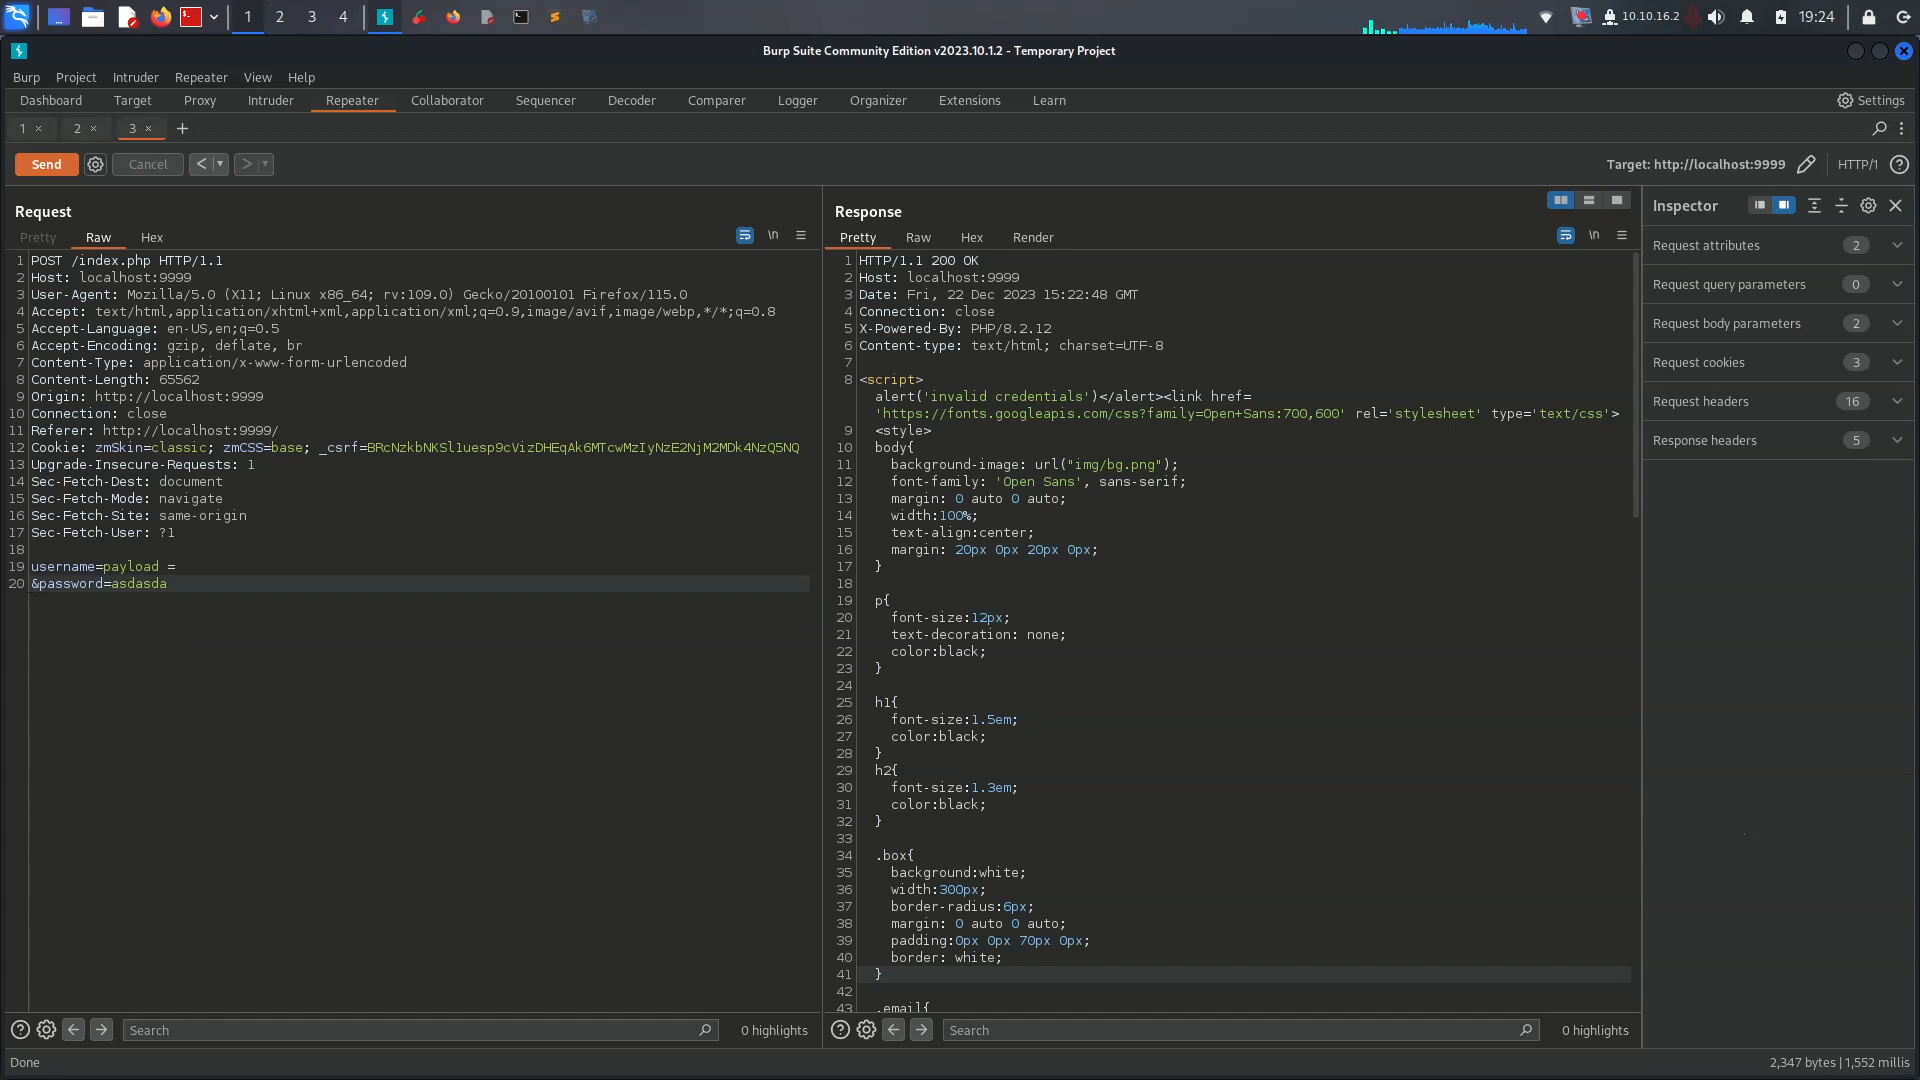 1 2 3 4 10.10.16.2 19:24
Burp Suite Community Edition v2023.10.1.2 - Temporary Project
Burp Project Intruder Repeater View Help
Dashboard Target Proxy Intruder Repeater Collaborator Sequencer Decoder Comparer Logger Organizer Extensions Learn Settings
1 × 2 × 3 × +
Send Cancel < > Target: http://localhost:9999 HTTP/1
Request
Pretty Raw Hex \n
1 POST /index.php HTTP/1.1
2 Host: localhost:9999
3 User-Agent: Mozilla/5.0 (X11; Linux x86_64; rv:109.0) Gecko/20100101 Firefox/115.0
4 Accept: text/html,application/xhtml+xml,application/xml;q=0.9,image/avif,image/webp,*/*;q=0.8
5 Accept-Language: en-US,en;q=0.5
6 Accept-Encoding: gzip, deflate, br
7 Content-Type: application/x-www-form-urlencoded
8 Content-Length: 65562
9 Origin: http://localhost:9999
10 Connection: close
11 Referer: http://localhost:9999/
12 Cookie: zmSkin=classic; zmCSS=base; _csrf=BRcNzkbNKSl1uesp9cVizDHEqAk6MTcwMzIyNzE2NjM2MDk4NzQ5NQ
13 Upgrade-Insecure-Requests: 1
14 Sec-Fetch-Dest: document
15 Sec-Fetch-Mode: navigate
16 Sec-Fetch-Site: same-origin
17 Sec-Fetch-User: ?1
18
19 username=payload =
20 &password=asdasda
Search 0 highlights
Response
Pretty Raw Hex Render \n
1 HTTP/1.1 200 OK
2 Host: localhost:9999
3 Date: Fri, 22 Dec 2023 15:22:48 GMT
4 Connection: close
5 X-Powered-By: PHP/8.2.12
6 Content-type: text/html; charset=UTF-8
7
8 <script>
alert('invalid credentials')</alert><link href=
'https://fonts.googleapis.com/css?family=Open+Sans:700,600' rel='stylesheet' type='text/css'>
9 <style>
10 body{
11 background-image: url("img/bg.png");
12 font-family: 'Open Sans', sans-serif;
13 margin: 0 auto 0 auto;
14 width:100%;
15 text-align:center;
16 margin: 20px 0px 20px 0px;
17 }
18
19 p{
20 font-size:12px;
21 text-decoration: none;
22 color:black;
23 }
24
25 h1{
26 font-size:1.5em;
27 color:black;
28 }
29 h2{
30 font-size:1.3em;
31 color:black;
32 }
33
34 .box{
35 background:white;
36 width:300px;
37 border-radius:6px;
38 margin: 0 auto 0 auto;
39 padding:0px 0px 70px 0px;
40 border: white;
41 }
42
43 .email{
Search 0 highlights
Inspector
Request attributes 2
Request query parameters 0
Request body parameters 2
Request cookies 3
Request headers 16
Response headers 5
Done 2,347 bytes | 1,552 millis